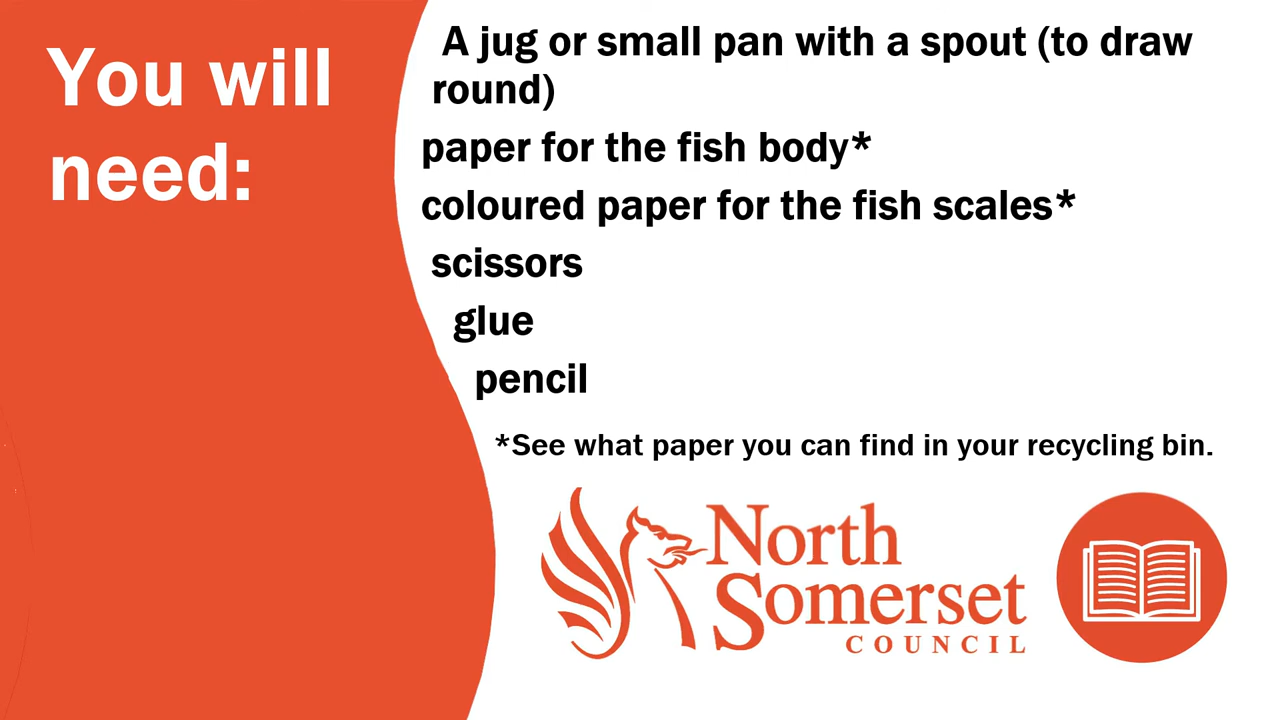 You will
need:
A jug or small pan with a spout (to draw
round)
paper for the fish body*
coloured paper for the fish scales*
scissors
glue
pencil
*See what paper you can find in your recycling bin.
North
Somerset
COUNCIL